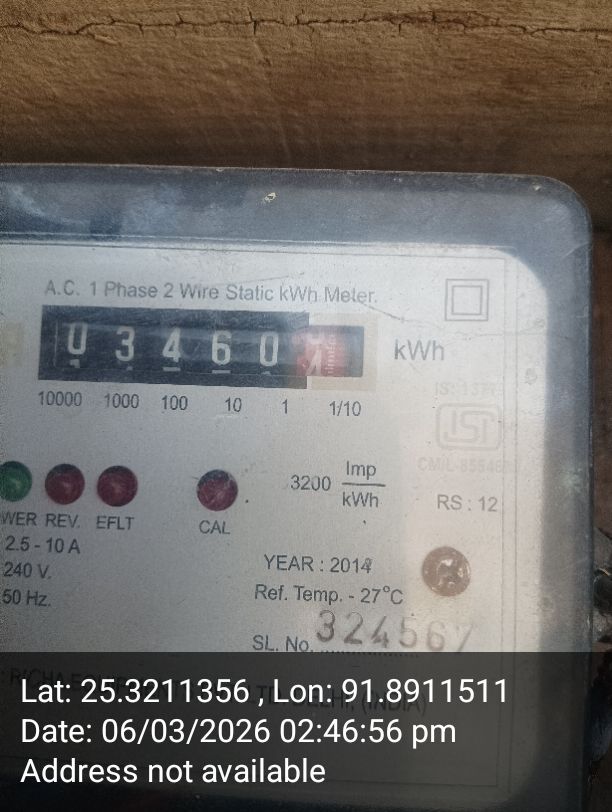 A.C. 1 Phase 2 Wire Static kWh Meter.
0 3 4 6 0 kWh
10000 1000 100 10 1 1/10
3200 Imp/kWh
WER REV. EFLT CAL
RS : 12
2.5 - 10 A
240 V.
50 Hz.
YEAR : 2014
Ref. Temp. - 27°C
SL. No. 324567
Lat: 25.3211356 , Lon: 91.8911511
Date: 06/03/2026 02:46:56 pm
Address not available